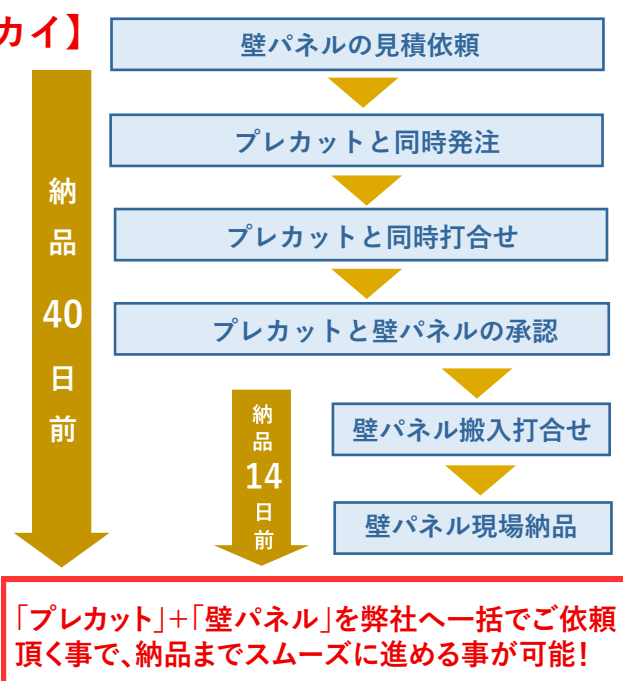 カイ】
壁パネルの見積依頼
プレカットと同時発注
プレカットと同時打合せ
プレカットと壁パネルの承認
壁パネル搬入打合せ
壁パネル現場納品
納品40日前
納品14日前
「プレカット」+「壁パネル」を弊社へ一括でご依頼
頂く事で、納品までスムーズに進める事が可能!